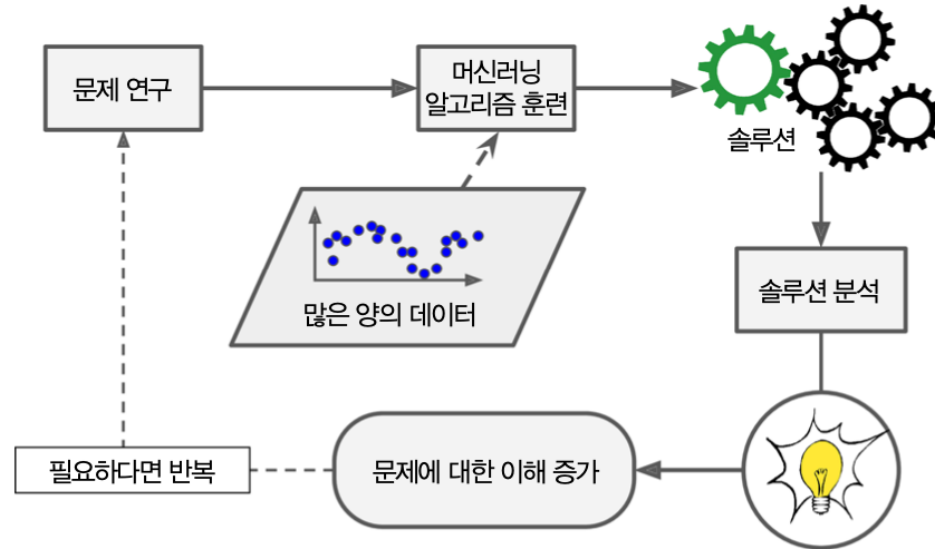 문제 연구
머신러닝
알고리즘 훈련
솔루션
많은 양의 데이터
솔루션 분석
문제에 대한 이해 증가
필요하다면 반복